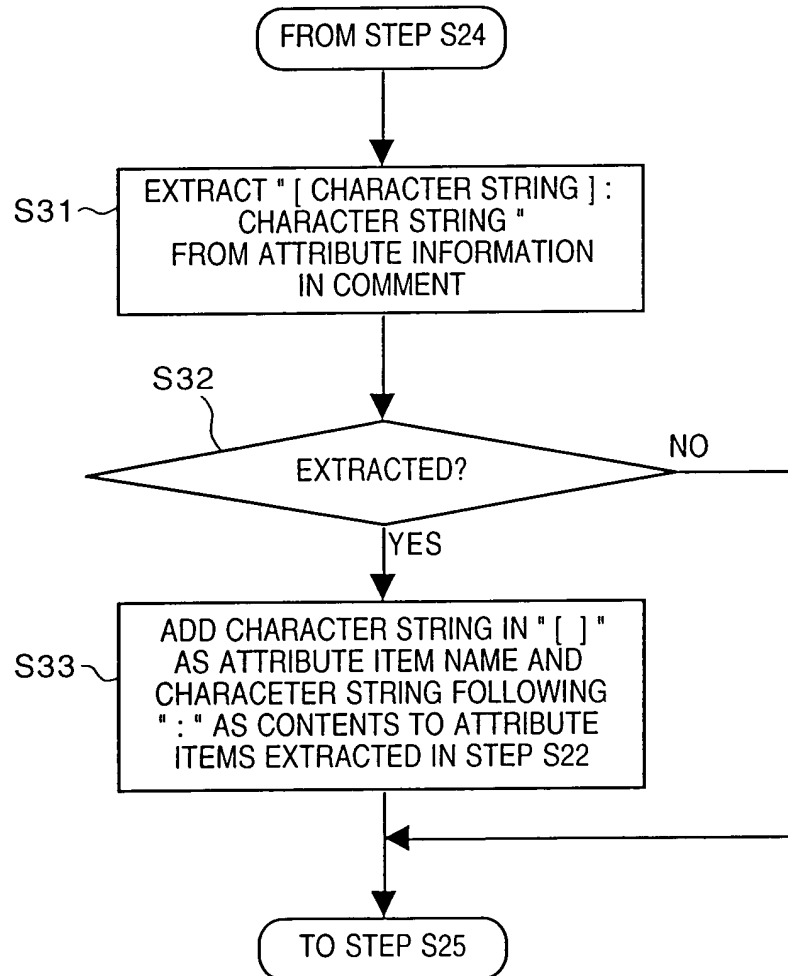 FROM STEP S24
S31
EXTRACT " [ CHARACTER STRING ] :
CHARACTER STRING "
FROM ATTRIBUTE INFORMATION
IN COMMENT
S32
EXTRACTED?
NO
YES
S33
ADD CHARACTER STRING IN " [ ] "
AS ATTRIBUTE ITEM NAME AND
CHARACETER STRING FOLLOWING
" : " AS CONTENTS TO ATTRIBUTE
ITEMS EXTRACTED IN STEP S22
TO STEP S25